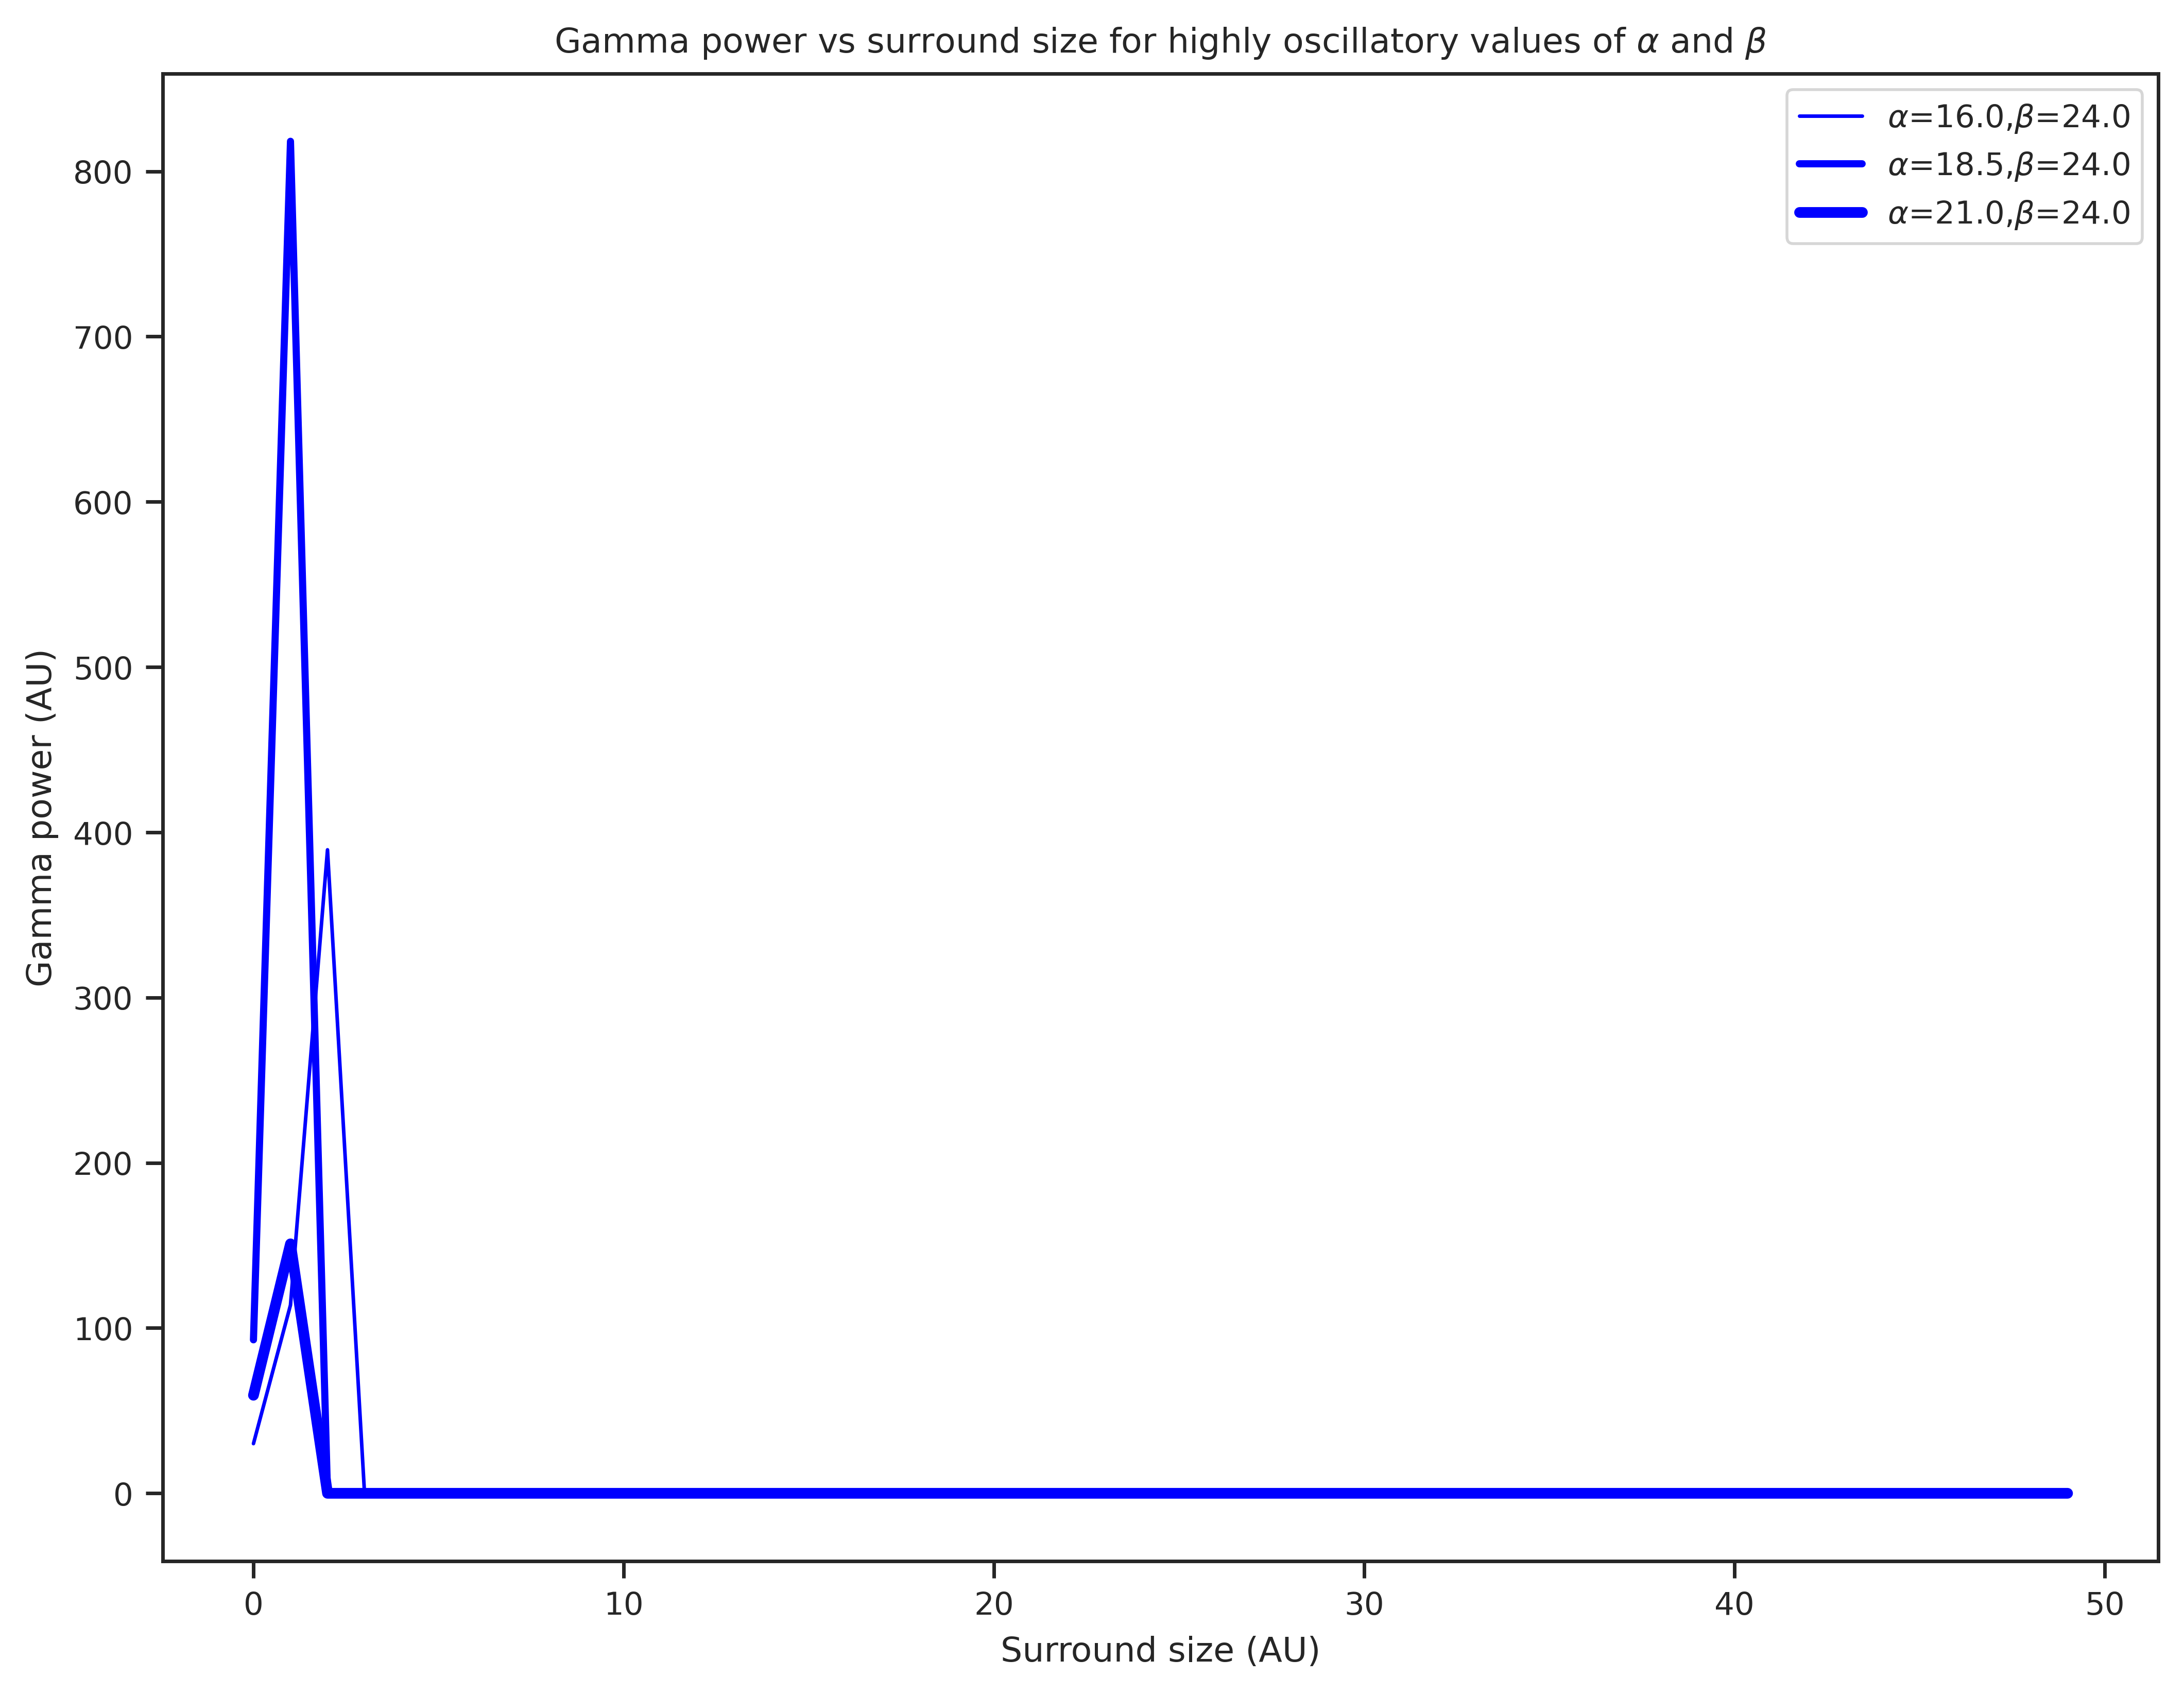 Gamma power vs surround size for highly oscillatory values of α and β
α=16.0,β=24.0
α=18.5,β=24.0
α=21.0,β=24.0
800
700
600
500
400
300
200
100
0
Gamma power (AU)
0 10 20 30 40 50
Surround size (AU)